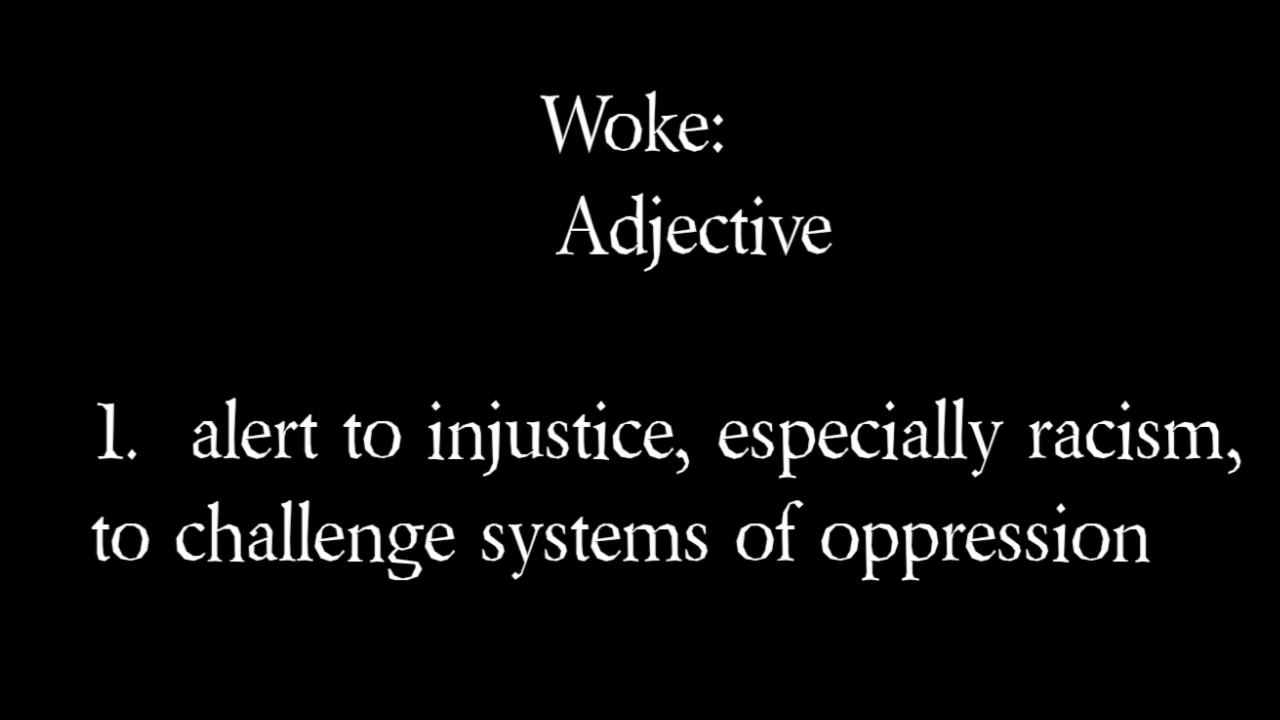 Woke:
Adjective
1. alert to injustice, especially racism,
to challenge systems of oppression